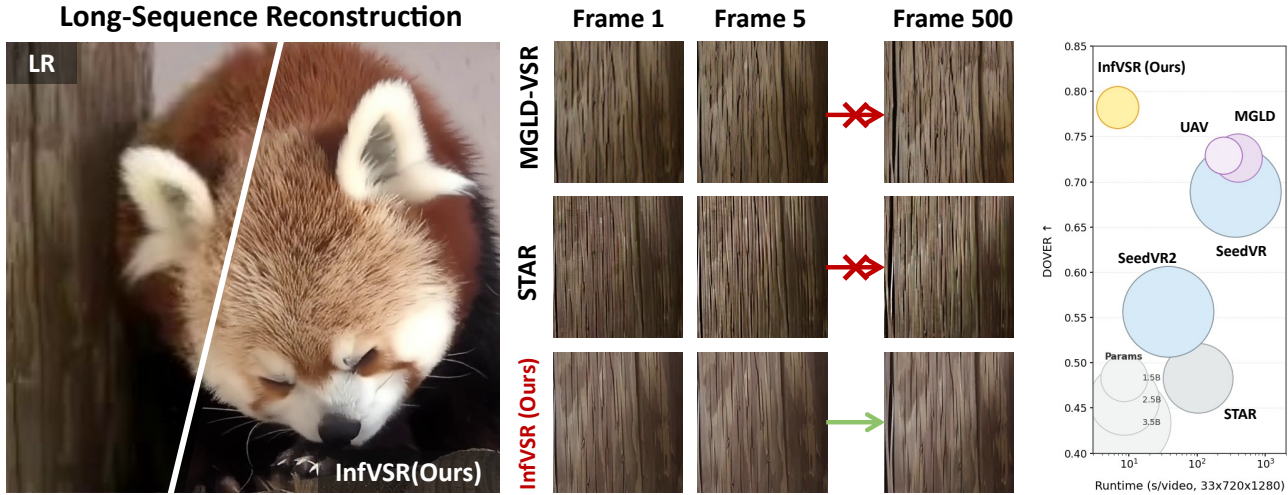 Long-Sequence Reconstruction
LR
InfVSR(Ours)
Frame 1
Frame 5
Frame 500
MGLD-VSR
STAR
InfVSR (Ours)
0.85
0.80
0.75
0.70
0.65
0.60
0.55
0.50
0.45
0.40
DOVER ↑
InfVSR (Ours)
UAV
MGLD
SeedVR
SeedVR2
STAR
Params
1.5B
2.5B
3.5B
10¹
10²
10³
Runtime (s/video, 33x720x1280)